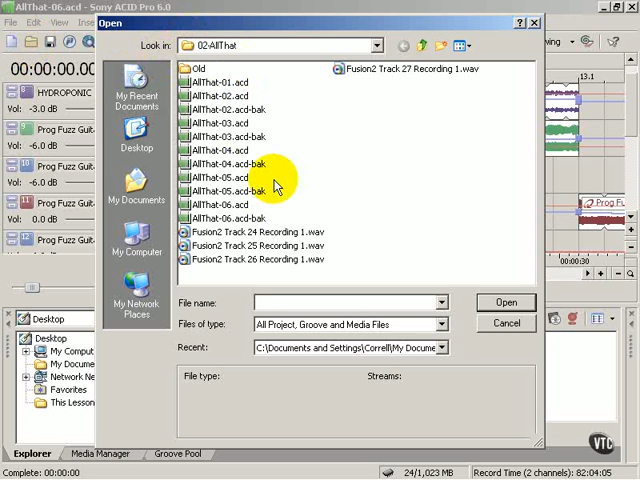 AllThat-06.acd - Sony ACID Pro 6.0
File Edit View Ins
Open
Look in: 02-AllThat
00:00:00.00
13.1
HYDROPONIC
Vol: -3.0 dB
9 Prog Fuzz Guit
Vol: -6.0 dB
10 Prog Fuzz Guit
Vol: -6.0 dB
11 Prog Fuzz Guit
Vol: 0.0 dB
12 Prog Fuzz Guit
My Recent
Documents
Desktop
My Documents
My Computer
My Network
Places
Old
AllThat-01.acd
AllThat-02.acd
AllThat-02.acd-bak
AllThat-03.acd
AllThat-03.acd-bak
AllThat-04.acd
AllThat-04.acd-bak
AllThat-05.acd
AllThat-05.acd-bak
AllThat-06.acd
AllThat-06.acd-bak
Fusion2 Track 24 Recording 1.wav
Fusion2 Track 25 Recording 1.wav
Fusion2 Track 26 Recording 1.wav
Fusion2 Track 27 Recording 1.wav
Prog Fu
00:00:30
File name:
Open
Files of type: All Project, Groove and Media Files
Cancel
Recent: C:\Documents and Settings\Correll\My Docume
File type: Streams:
Desktop
Desktop
My Comput
My Docume
Network Ne
Favorites
This Lesson
VTC
Explorer Media Manager Groove Pool
Complete: 00:00:00
24/1,023 MB
Record Time (2 channels): 82:04:05